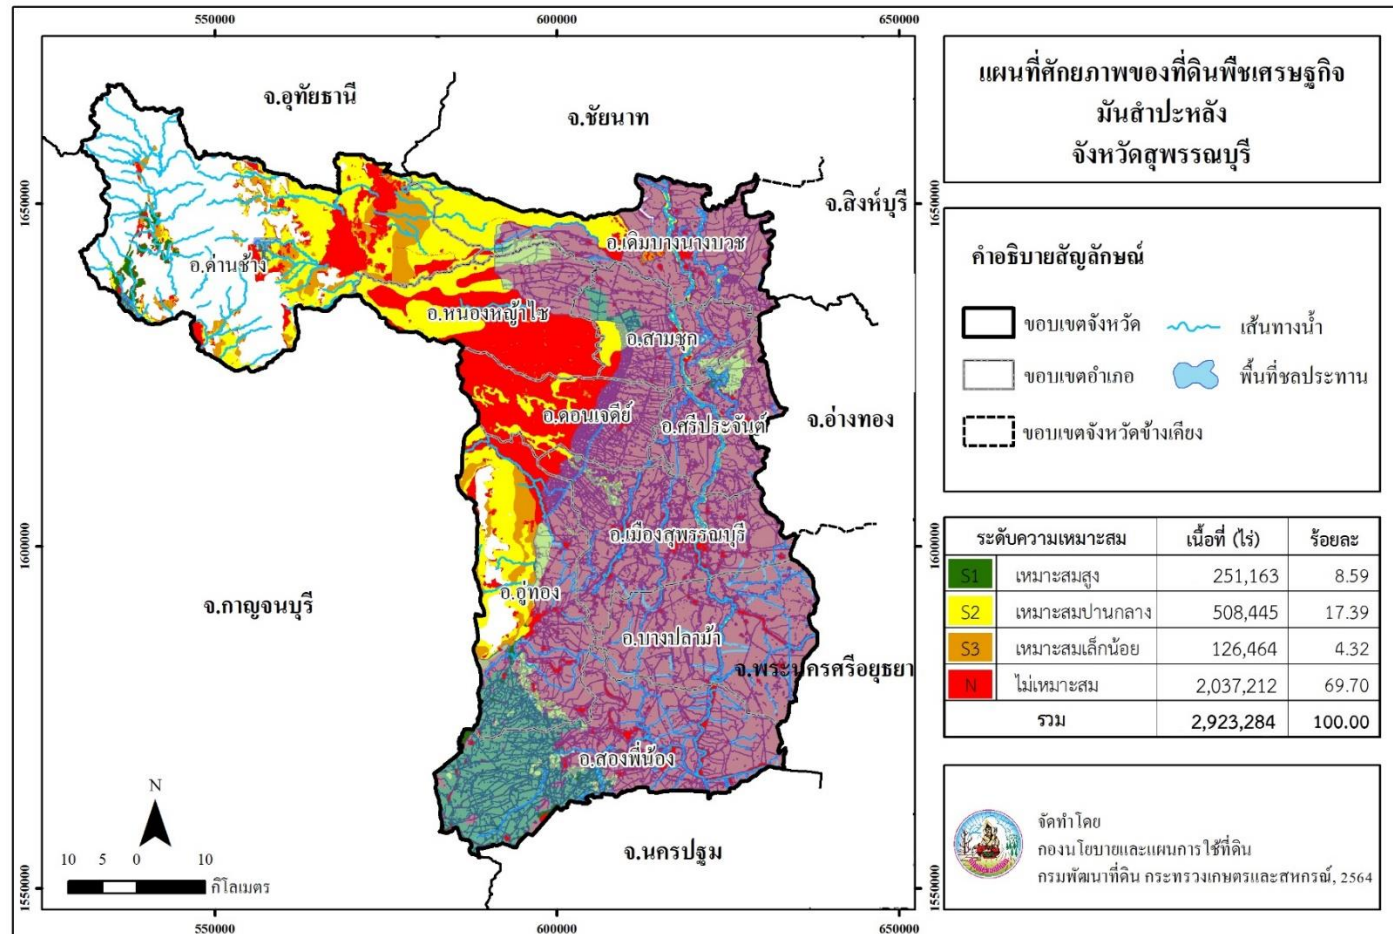 แผนที่ศักยภาพของที่ดินพืชเศรษฐกิจ
มันสำปะหลัง
จังหวัดสุพรรณบุรี
550000
600000
650000
จ.อุทัยธานี
จ.ชัยนาท
จ.สิงห์บุรี
1650000
1650000
อ.เดิมบางนางบวช
อ.ด่านช้าง
อ.หนองหญ้าไซ
อ.สามชุก
อ.ดอนเจดีย์
อ.ศรีประจันต์
จ.อ่างทอง
1600000
1600000
อ.เมืองสุพรรณบุรี
จ.กาญจนบุรี
อ.อู่ทอง
อ.บางปลาม้า
จ.พระนครศรีอยุธยา
อ.สองพี่น้อง
จ.นครปฐม
N
10 5 0 10
กิโลเมตร
1550000
1550000
550000
600000
650000
คำอธิบายสัญลักษณ์
ขอบเขตจังหวัด เส้นทางน้ำ
ขอบเขตอำเภอ พื้นที่ชลประทาน
ขอบเขตจังหวัดข้างเคียง
ระดับความเหมาะสม เนื้อที่ (ไร่) ร้อยละ
S1 เหมาะสมสูง 251,163 8.59
S2 เหมาะสมปานกลาง 508,445 17.39
S3 เหมาะสมเล็กน้อย 126,464 4.32
N ไม่เหมาะสม 2,037,212 69.70
รวม 2,923,284 100.00
จัดทำโดย
กองนโยบายและแผนการใช้ที่ดิน
กรมพัฒนาที่ดิน กระทรวงเกษตรและสหกรณ์, 2564